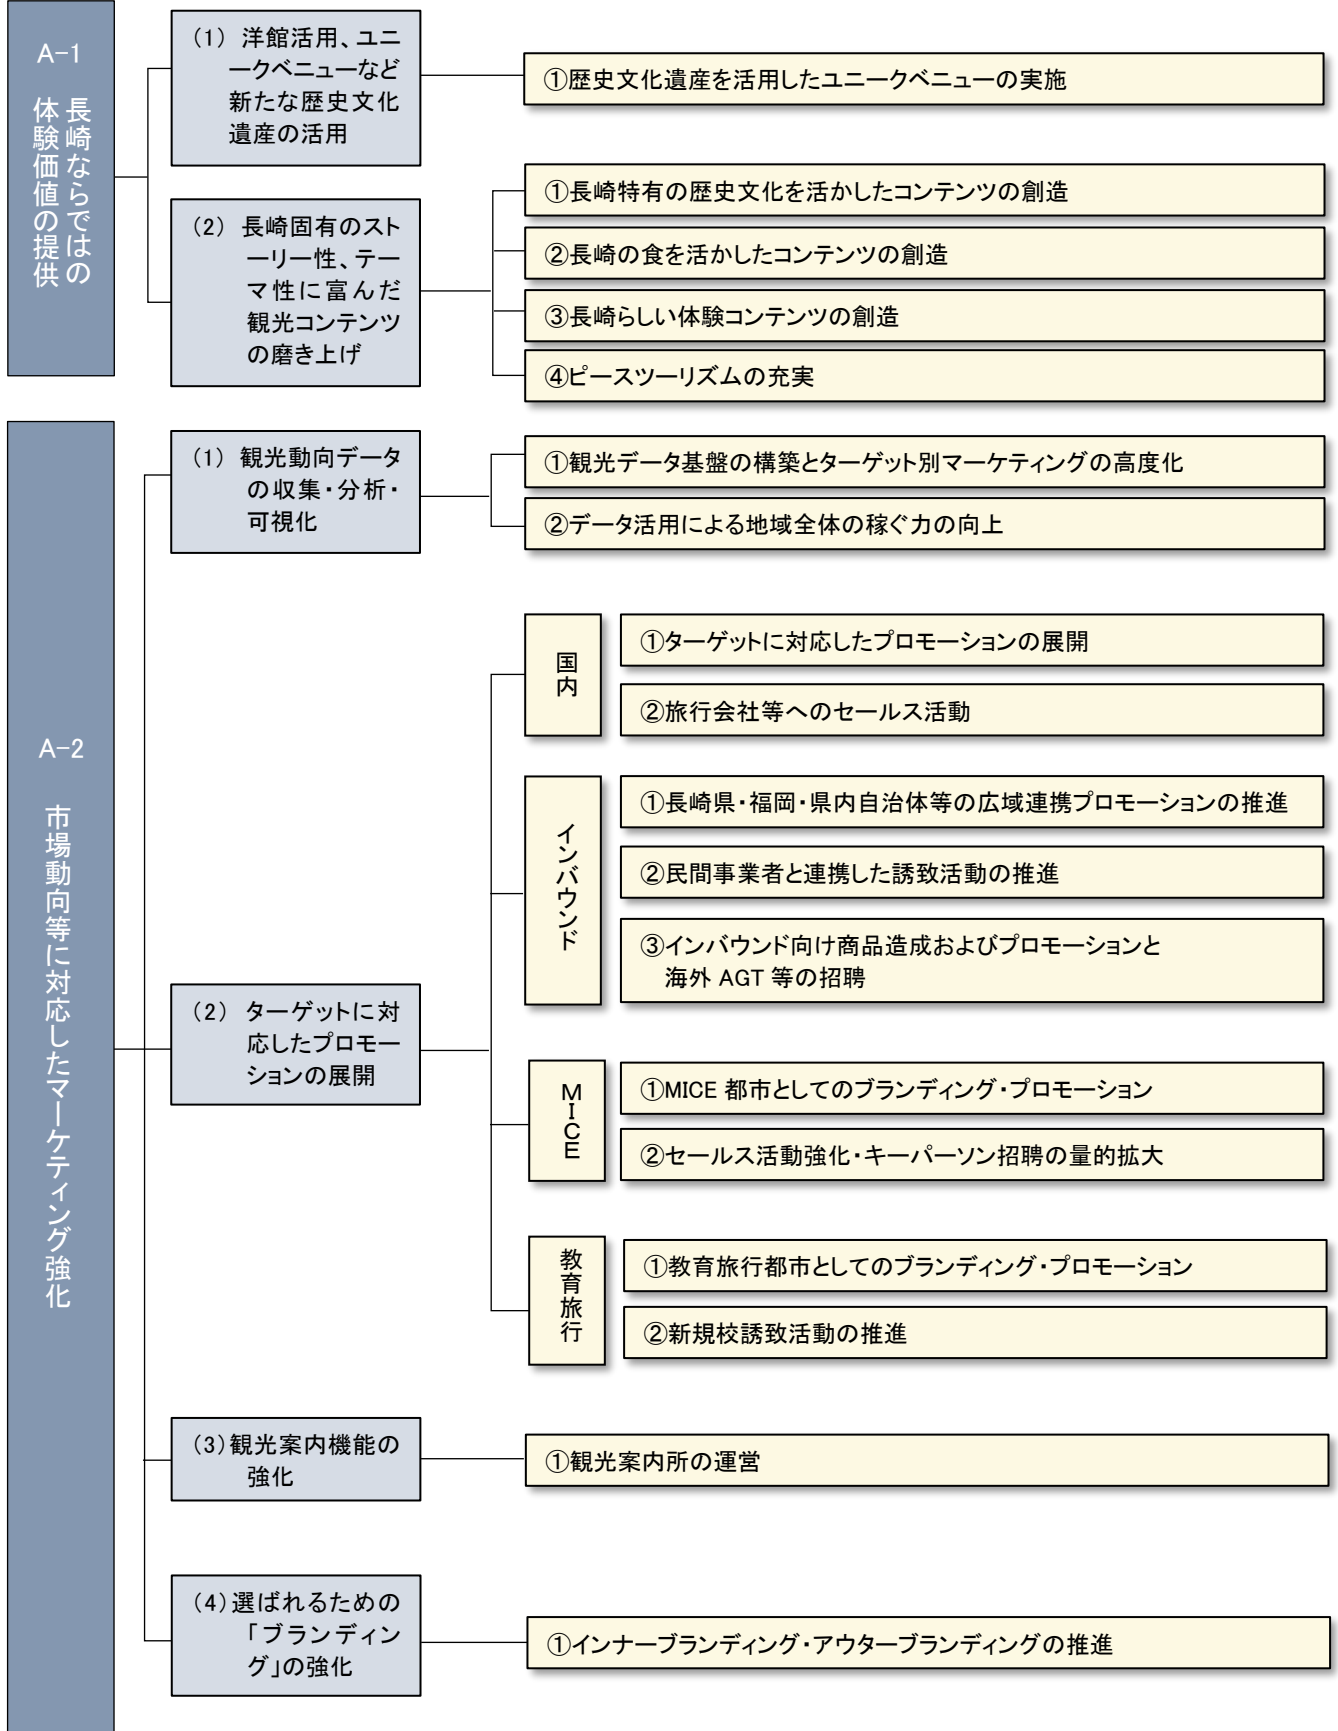 A-1
長崎ならではの
体験価値の提供
(1) 洋館活用、ユニ
ークベニューなど
新たな歴史文化
遺産の活用
①歴史文化遺産を活用したユニークベニューの実施
(2) 長崎固有のスト
ーリー性、テー
マ性に富んだ
観光コンテンツ
の磨き上げ
①長崎特有の歴史文化を活かしたコンテンツの創造
②長崎の食を活かしたコンテンツの創造
③長崎らしい体験コンテンツの創造
④ピースツーリズムの充実
A-2
市場動向等に対応したマーケティング強化
(1) 観光動向データ
の収集・分析・
可視化
①観光データ基盤の構築とターゲット別マーケティングの高度化
②データ活用による地域全体の稼ぐ力の向上
(2) ターゲットに対
応したプロモー
ションの展開
国内
①ターゲットに対応したプロモーションの展開
②旅行会社等へのセールス活動
インバウンド
①長崎県・福岡・県内自治体等の広域連携プロモーションの推進
②民間事業者と連携した誘致活動の推進
③インバウンド向け商品造成およびプロモーションと
海外 AGT 等の招聘
MICE
①MICE 都市としてのブランディング・プロモーション
②セールス活動強化・キーパーソン招聘の量的拡大
教育旅行
①教育旅行都市としてのブランディング・プロモーション
②新規校誘致活動の推進
(3)観光案内機能の
強化
①観光案内所の運営
(4)選ばれるための
「ブランディン
グ」の強化
①インナーブランディング・アウターブランディングの推進